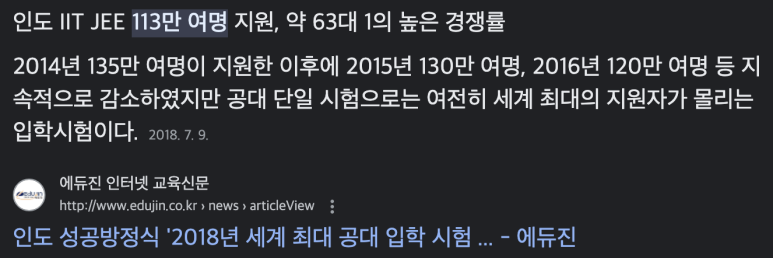 인도 IIT JEE 113만 여명 지원, 약 63대 1의 높은 경쟁률
2014년 135만 여명이 지원한 이후에 2015년 130만 여명, 2016년 120만 여명 등 지
속적으로 감소하였지만 공대 단일 시험으로는 여전히 세계 최대의 지원자가 몰리는
입학시험이다. 2018. 7. 9.
에듀진 인터넷 교육신문
http://www.edujin.co.kr › news › articleView
인도 성공방정식 '2018년 세계 최대 공대 입학 시험 ... - 에듀진